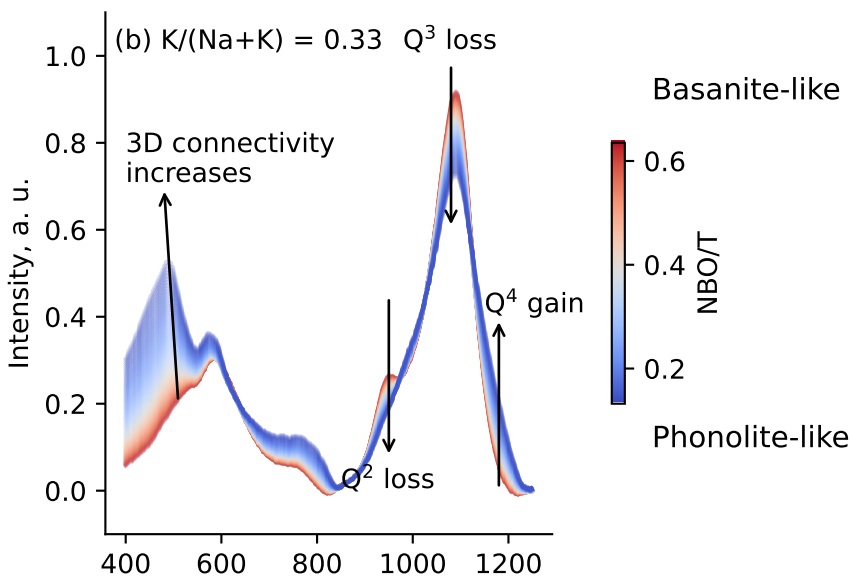 (b) K/(Na+K) = 0.33
Q³ loss
1.0
0.8
0.6
0.4
0.2
0.0
Intensity, a. u.
3D connectivity
increases
Q² loss
Q⁴ gain
400
600
800
1000
1200
Basanite-like
0.6
0.4
0.2
NBO/T
Phonolite-like